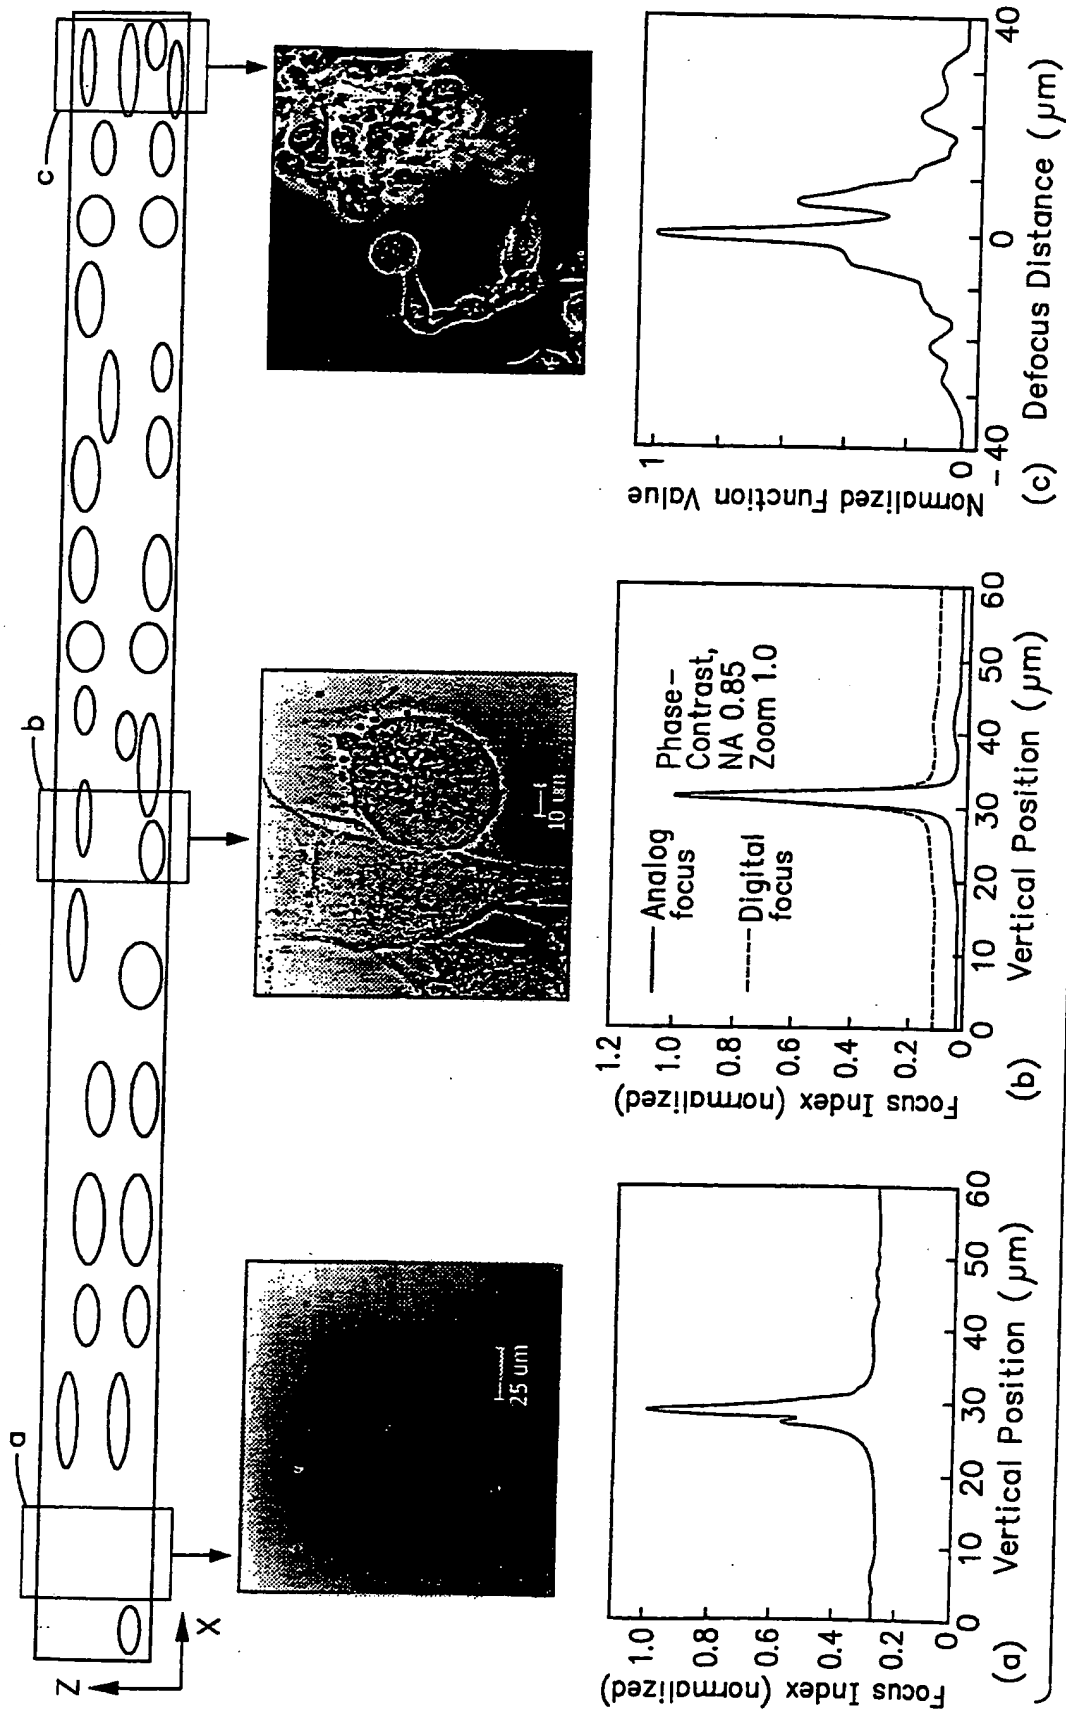 Z
X
a
b
c
25 um
10 um
Focus Index (normalized)
1.0
0.8
0.6
0.4
0.2
0
0
10
20
30
40
50
60
Vertical Position (μm)
(a)
Focus Index (normalized)
1.2
1.0
0.8
0.6
0.4
0.2
0
Analog
focus
Digital
focus
Phase-
Contrast,
NA 0.85
Zoom 1.0
0
10
20
30
40
50
60
Vertical Position (μm)
(b)
Normalized Function Value
1
0
-40
0
40
Defocus Distance (μm)
(c)